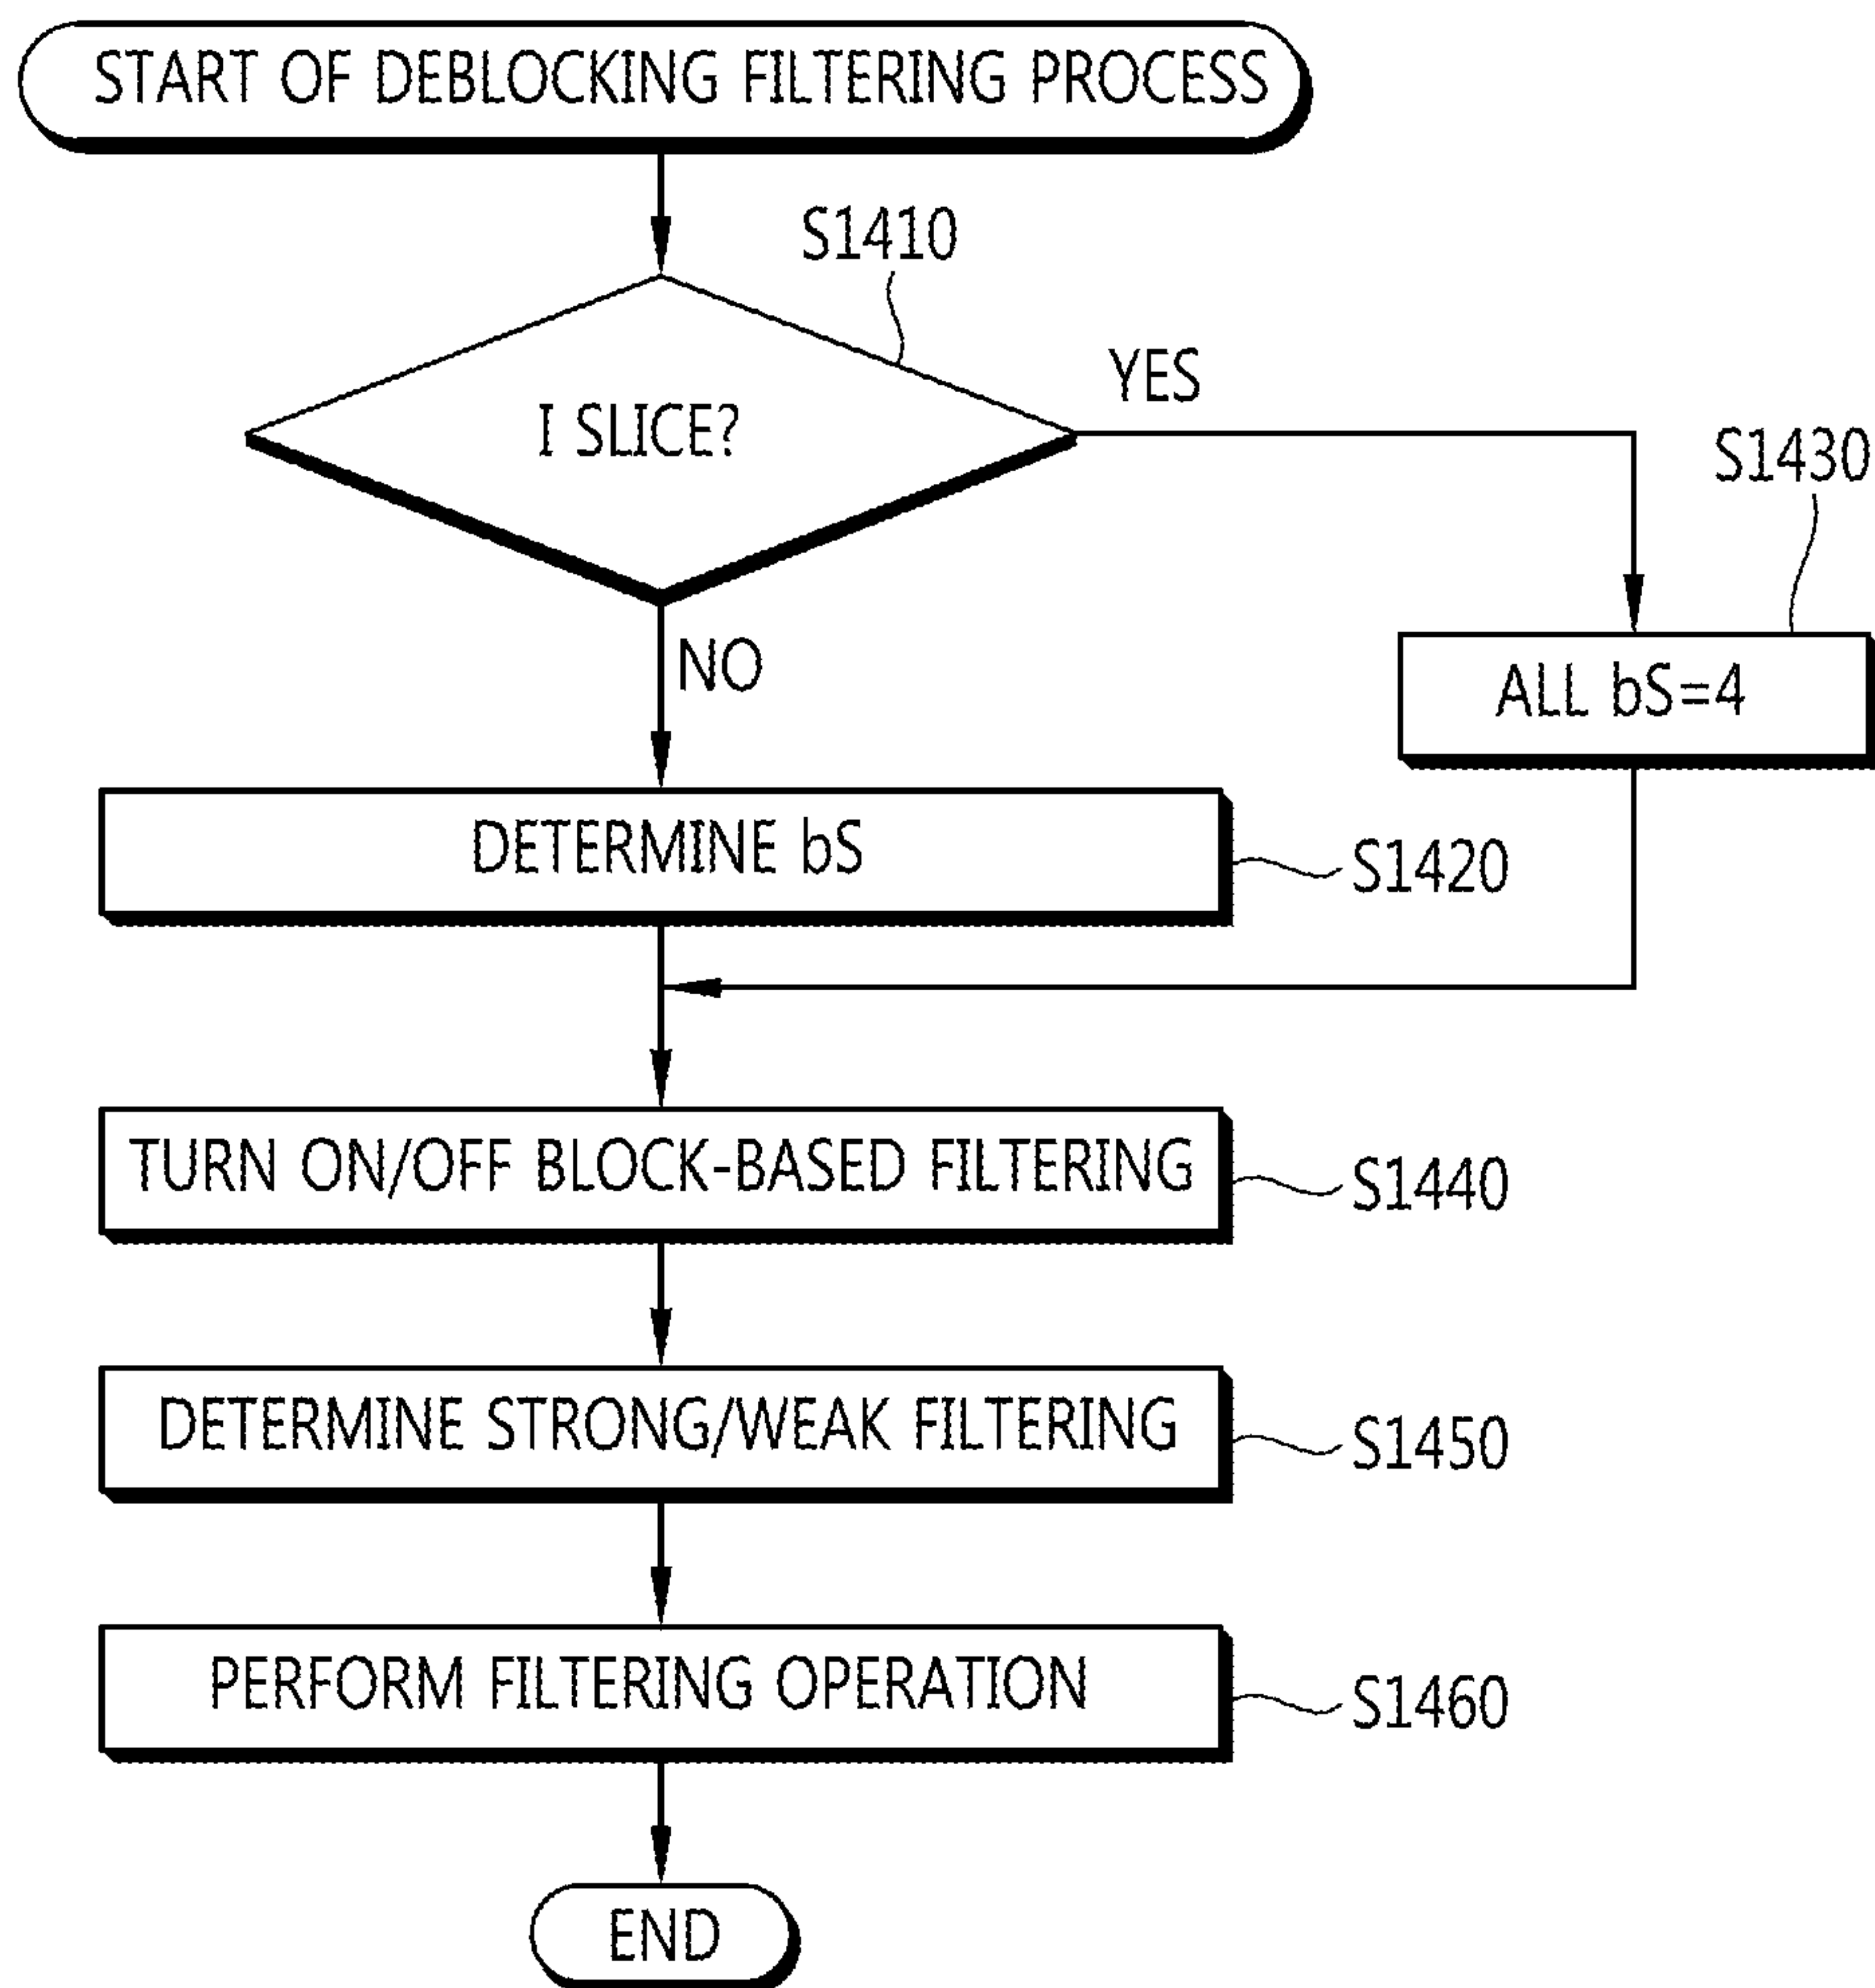 START OF DEBLOCKING FILTERING PROCESS
S1410
I SLICE?
YES
S1430
NO
ALL bS=4
DETERMINE bS
S1420
TURN ON/OFF BLOCK-BASED FILTERING
S1440
DETERMINE STRONG/WEAK FILTERING
S1450
PERFORM FILTERING OPERATION
S1460
END